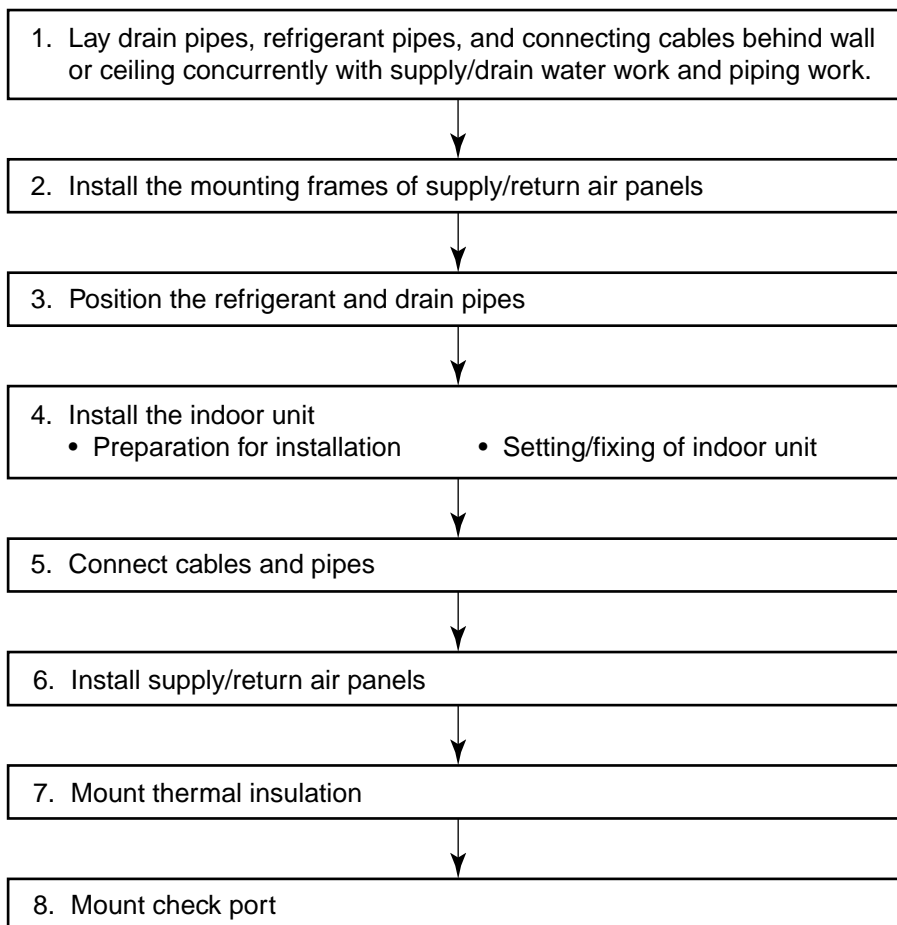 1. Lay drain pipes, refrigerant pipes, and connecting cables behind wall
or ceiling concurrently with supply/drain water work and piping work.
2. Install the mounting frames of supply/return air panels
3. Position the refrigerant and drain pipes
4. Install the indoor unit
• Preparation for installation • Setting/fixing of indoor unit
5. Connect cables and pipes
6. Install supply/return air panels
7. Mount thermal insulation
8. Mount check port